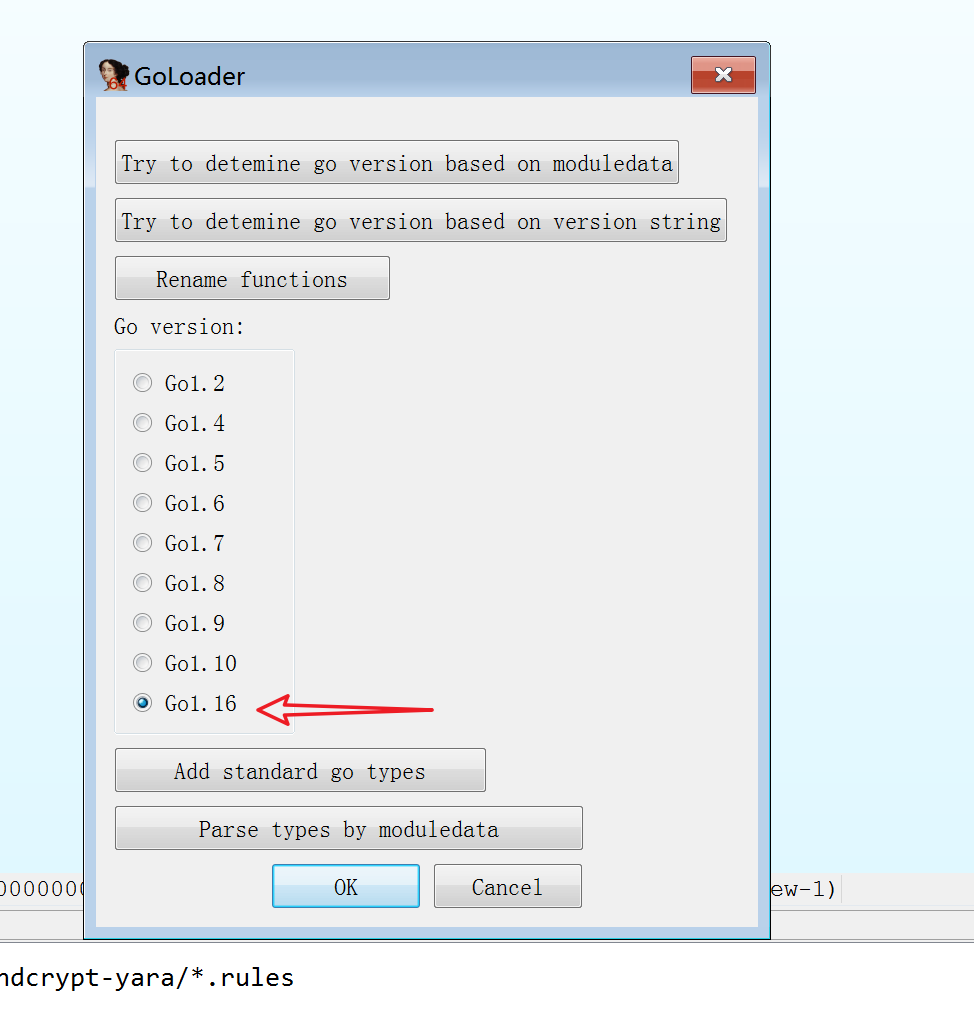 64
GoLoader
Try to detemine go version based on moduledata
Try to detemine go version based on version string
Rename functions
Go version:
Go1.2
Go1.4
Go1.5
Go1.6
Go1.7
Go1.8
Go1.9
Go1.10
Go1.16
Add standard go types
Parse types by moduledata
OK
Cancel
0000000
ew-1)
ndcrypt-yara/*.rules